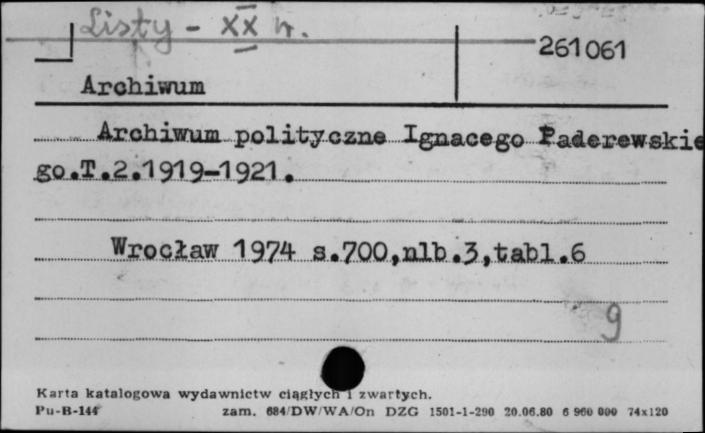 Listy - XX w.
261061
Archiwum
Archiwum polityczne Ignacego Paderewskie
go.T.2.1919-1921.
Wrocław 1974 s.700,nlb.3,tabl.6
9
Karta katalogowa wydawnictw ciągłych i zwartych.
Pu-B-144 zam. 684/DW/WA/On DZG 1501-1-290 20.06.80 6 960 000 74x120